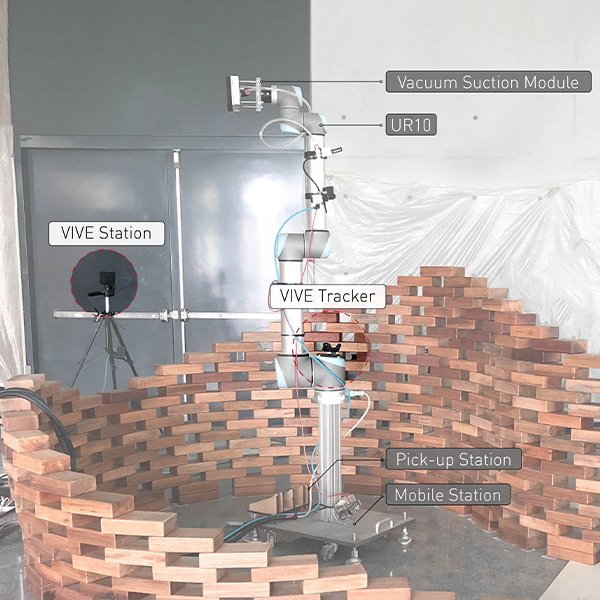 Vacuum Suction Module
UR10
VIVE Station
VIVE Tracker
Pick-up Station
Mobile Station